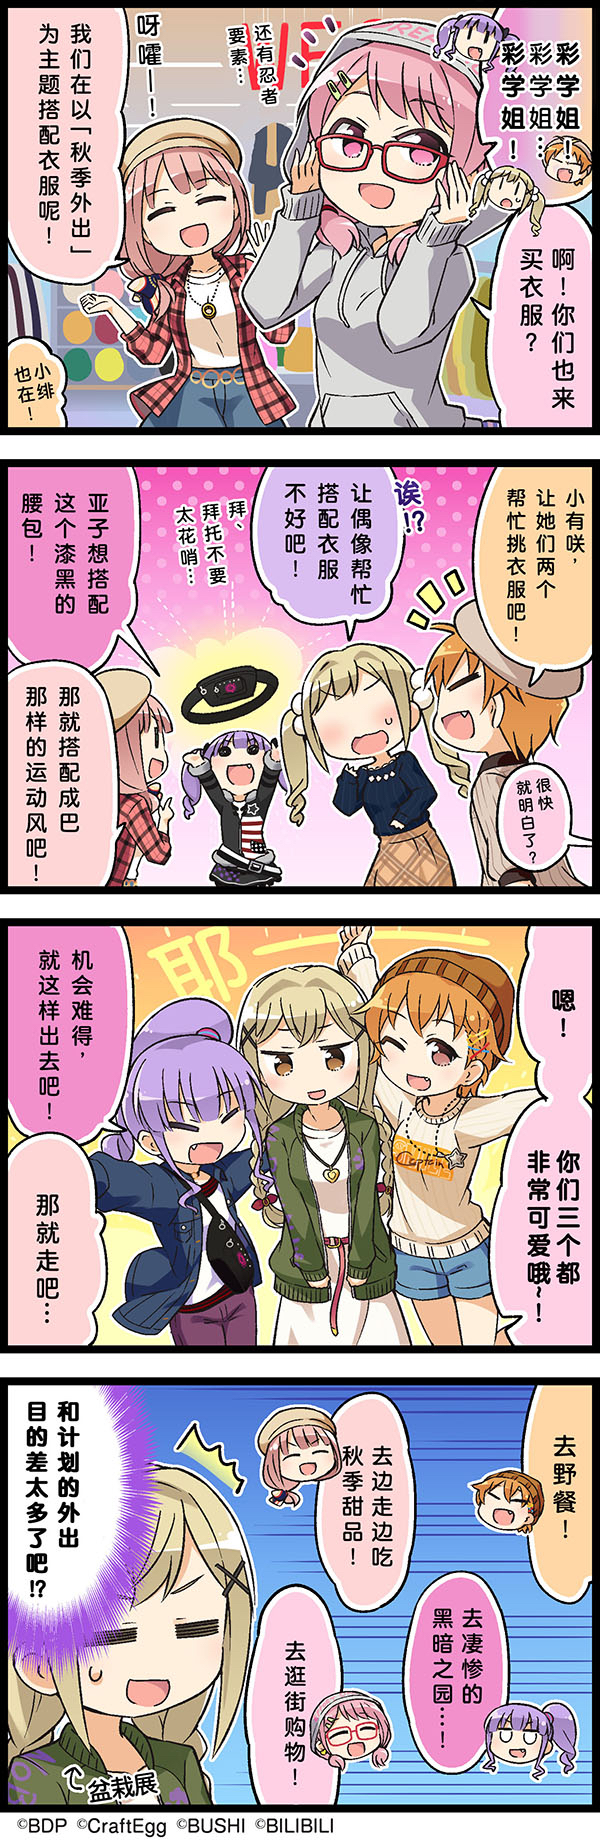 彩学姐！
彩学姐…
彩学姐！
啊！你们也来
买衣服？
还有忍者
要素…
呀嚯—！
我们在以「秋季外出」
为主题搭配衣服呢！
小绯
也在！
小有咲，
让她们两个
帮忙挑衣服吧！
诶!?
让偶像帮忙
搭配衣服
不好吧！
拜、
拜托不要
太花哨…
亚子想搭配
这个漆黑的
腰包！
那就搭配成巴
那样的运动风吧！
很快
就明白了？
耶——
嗯！
你们三个都
非常可爱哦~！
机会难得，
就这样出去吧！
那就走吧…
去野餐！
去边走边吃
秋季甜品！
去凄惨的
黑暗之园…！
去逛街购物！
和计划的外出
目的差太多了吧!?
盆栽展
©BDP ©CraftEgg ©BUSHI ©BILIBILI